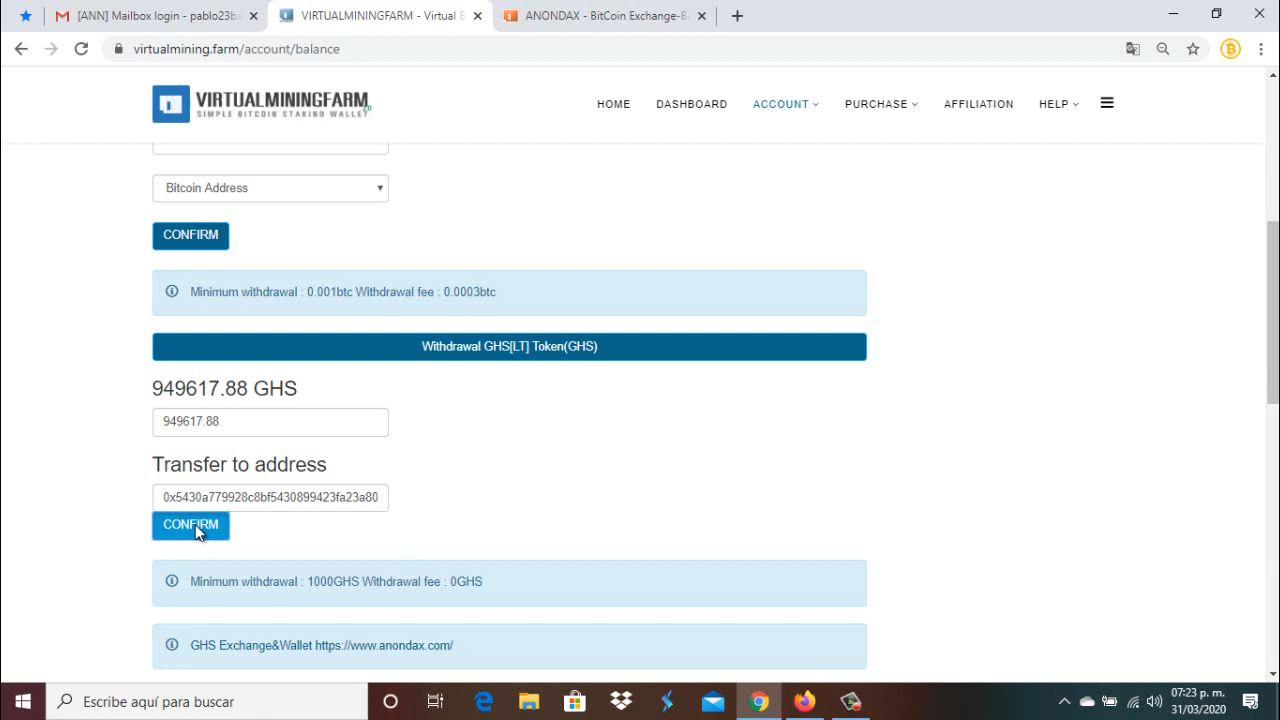 [ANN] Mailbox login - pablo23ba
VIRTUALMININGFARM - Virtual B
ANONDAX - BitCoin Exchange-Ba
virtualmining.farm/account/balance
VIRTUALMININGFARM
SIMPLE BITCOIN STAKING WALLET
HOME
DASHBOARD
ACCOUNT
PURCHASE
AFFILIATION
HELP
Bitcoin Address
CONFIRM
Minimum withdrawal : 0.001btc Withdrawal fee : 0.0003btc
Withdrawal GHS[LT] Token(GHS)
949617.88 GHS
949617.88
Transfer to address
0x5430a779928c8bf5430899423fa23a80
CONFIRM
Minimum withdrawal : 1000GHS Withdrawal fee : 0GHS
GHS Exchange&Wallet https://www.anondax.com/
Escribe aquí para buscar
07:23 p. m.
31/03/2020